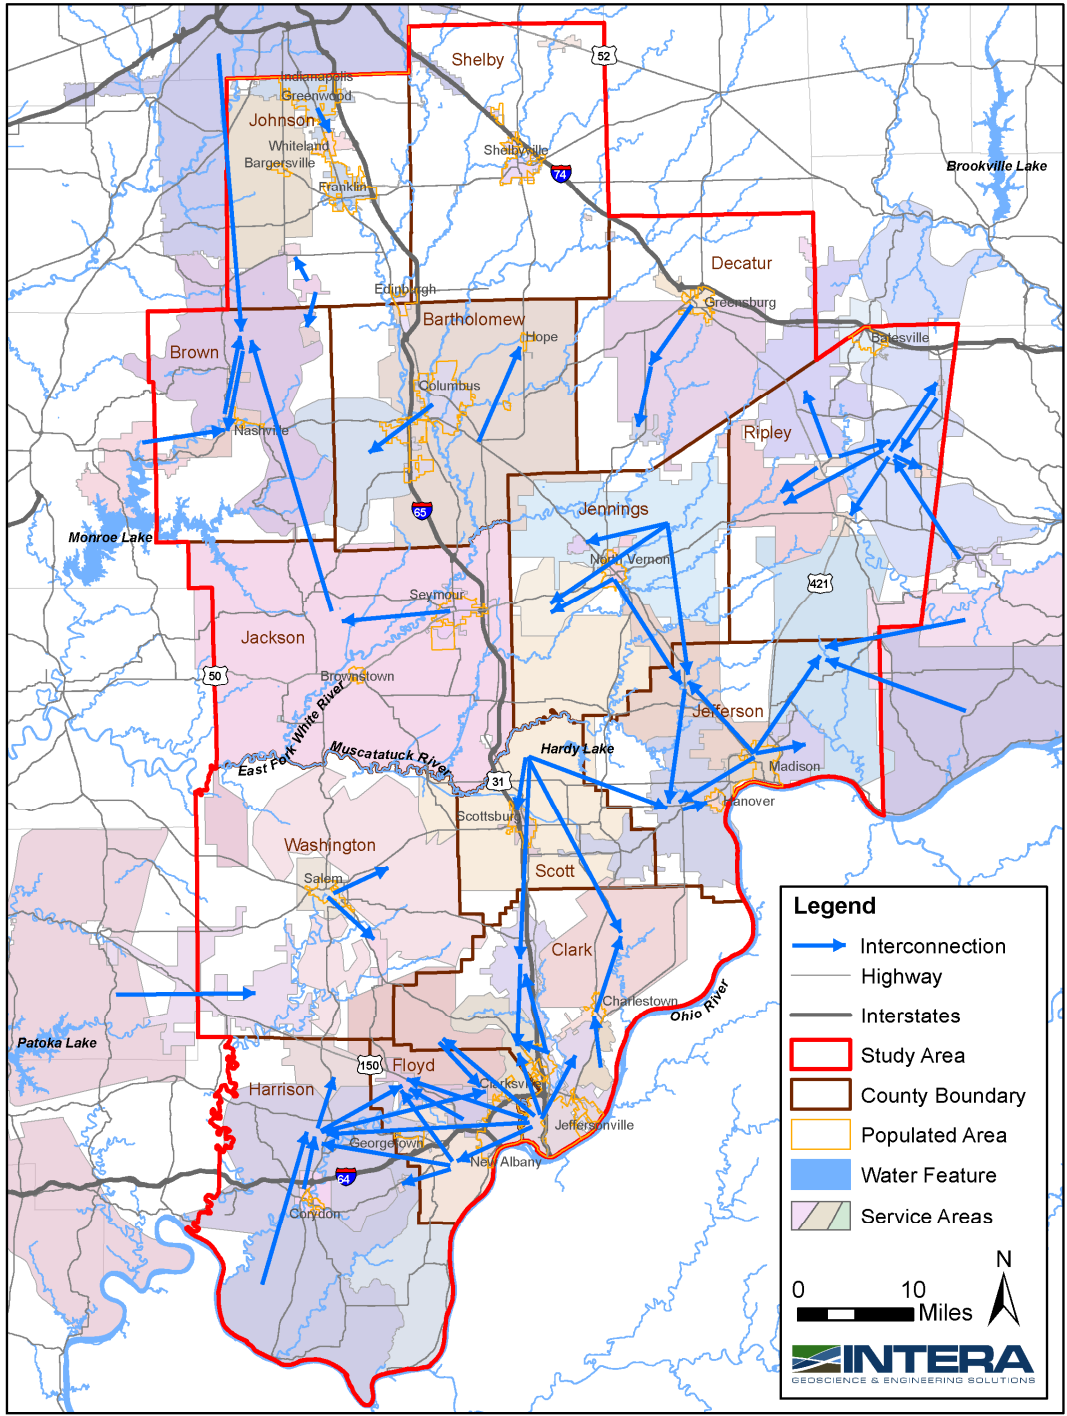 Shelby
52
Indianapolis
Greenwood
Johnson
Whiteland
Bargersville
Shelbyville
Franklin
74
Brookville Lake
Decatur
Edinburgh
Greensburg
Bartholomew
Hope
Batesville
Brown
Columbus
Nashville
Ripley
65
Jennings
Monroe Lake
North Vernon
421
Seymour
Jackson
50
Brownstown
East Fork White River
Jefferson
Muscatatuck River
Hardy Lake
Madison
31
Hanover
Scottsburg
Washington
Scott
Salem
Clark
Charlestown
Ohio River
Patoka Lake
150
Floyd
Harrison
Clarksville
Jeffersonville
Georgetown
New Albany
64
Corydon
Legend
Interconnection
Highway
Interstates
Study Area
County Boundary
Populated Area
Water Feature
Service Areas
N
0 10
Miles
INTERA
GEOSCIENCE & ENGINEERING SOLUTIONS